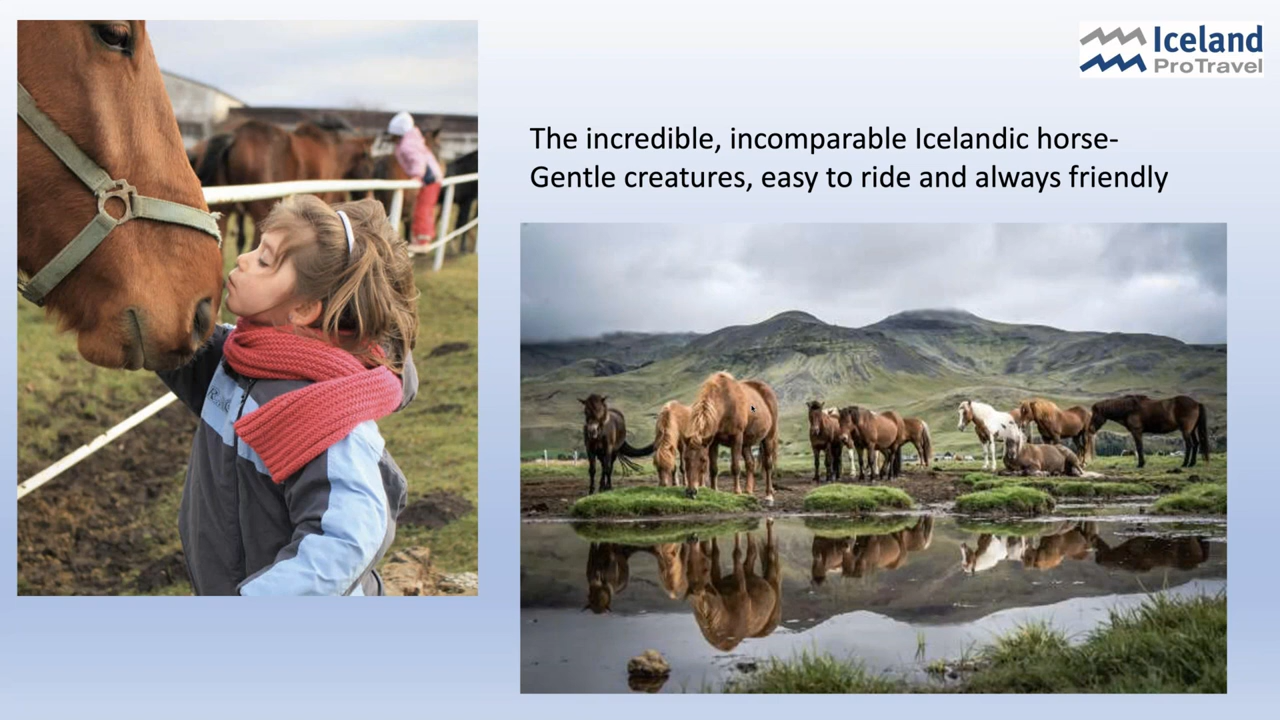 Iceland
ProTravel
The incredible, incomparable Icelandic horse-
Gentle creatures, easy to ride and always friendly